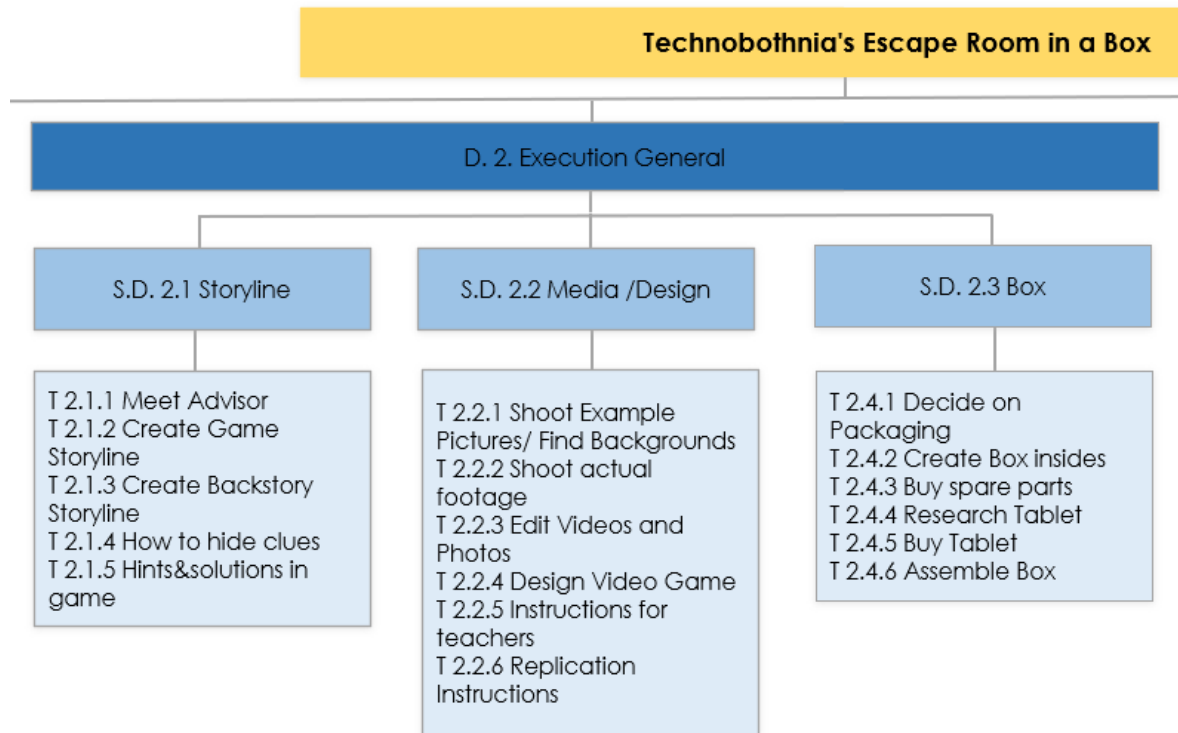 Technobothnia's Escape Room in a Box
D. 2. Execution General
S.D. 2.1 Storyline
T 2.1.1 Meet Advisor
T 2.1.2 Create Game
Storyline
T 2.1.3 Create Backstory
Storyline
T 2.1.4 How to hide clues
T 2.1.5 Hints&solutions in
game
S.D. 2.2 Media /Design
T 2.2.1 Shoot Example
Pictures/ Find Backgrounds
T 2.2.2 Shoot actual
footage
T 2.2.3 Edit Videos and
Photos
T 2.2.4 Design Video Game
T 2.2.5 Instructions for
teachers
T 2.2.6 Replication
Instructions
S.D. 2.3 Box
T 2.4.1 Decide on
Packaging
T 2.4.2 Create Box insides
T 2.4.3 Buy spare parts
T 2.4.4 Research Tablet
T 2.4.5 Buy Tablet
T 2.4.6 Assemble Box